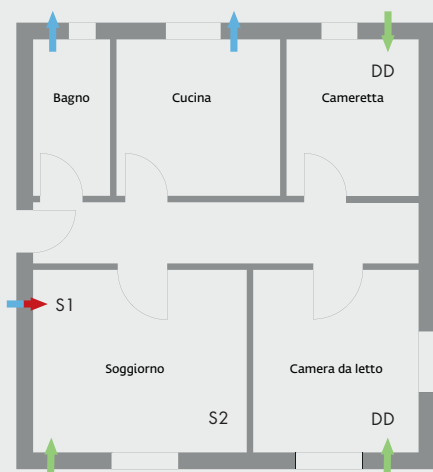 DD
Bagno
Cucina
Cameretta
S1
Soggiorno
Camera da letto
S2
DD